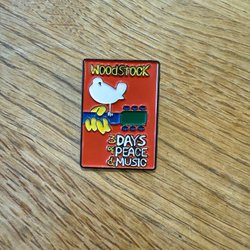 WOODSTOCK
3 DAYS
OF PEACE
& MUSIC